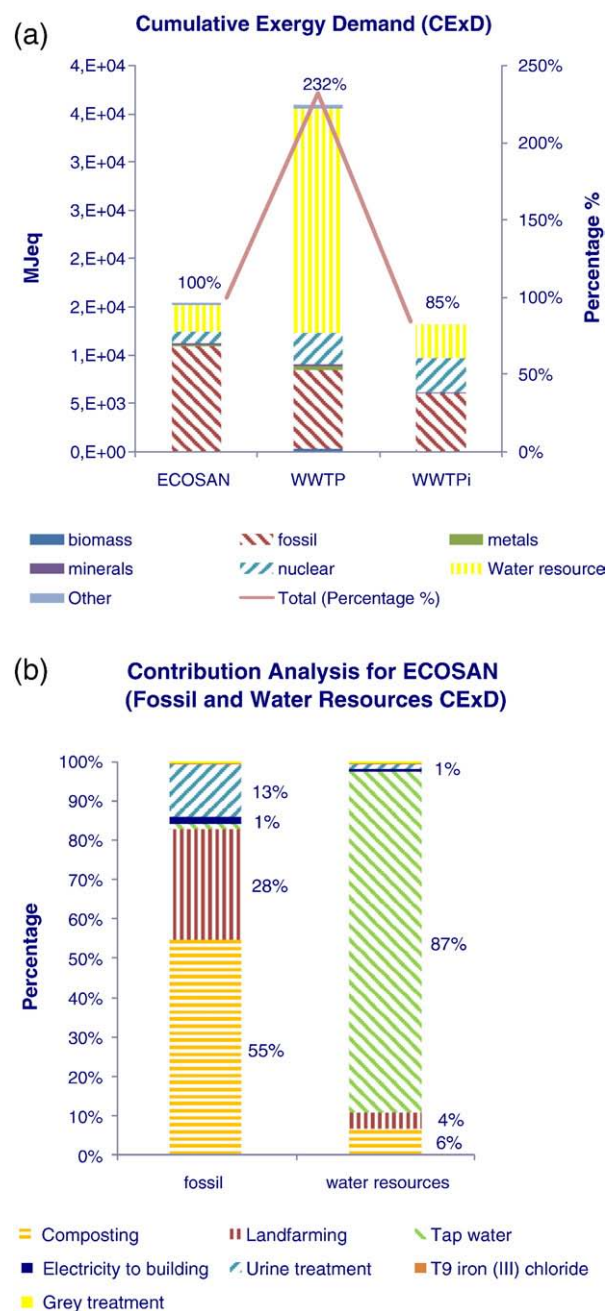 (a)
Cumulative Exergy Demand (CExD)
4,E+04
4,E+04
3,E+04
3,E+04
2,E+04
2,E+04
1,E+04
5,E+03
0,E+00
MJeq
250%
200%
150%
100%
50%
0%
Percentage %
100%
232%
85%
ECOSAN WWTP WWTPi
biomass fossil metals
minerals nuclear Water resource
Other Total (Percentage %)
(b)
Contribution Analysis for ECOSAN
(Fossil and Water Resources CExD)
100%
90%
80%
70%
60%
50%
40%
30%
20%
10%
0%
Percentage
13%
1%
28%
55%
1%
87%
4%
6%
fossil water resources
Composting Landfarming Tap water
Electricity to building Urine treatment T9 iron (III) chloride
Grey treatment